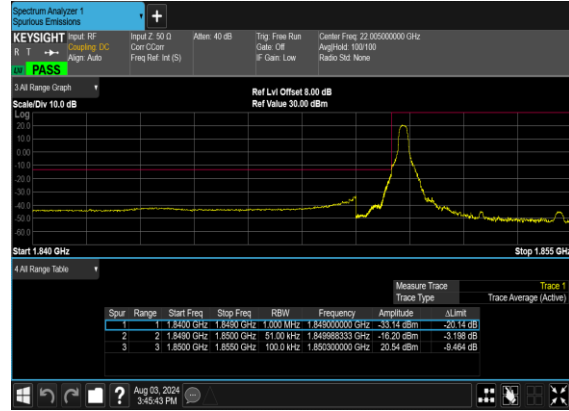 Spectrum Analyzer 1
Spurious Emissions
KEYSIGHT Input: RF Input Z: 50 Ω Atten: 40 dB Trig: Free Run Center Freq: 22.005000000 GHz
R T Coupling: DC Corr CCorr Gate: Off Avg|Hold: 100/100
Align: Auto Freq Ref: Int (S) IF Gain: Low Radio Std: None
PASS
3 All Range Graph
Ref Lvl Offset 8.00 dB
Scale/Div 10.0 dB Ref Value 30.00 dBm
Log
20.0
10.0
0.00
-10.0
-20.0
-30.0
-40.0
-50.0
-60.0
Start 1.840 GHz Stop 1.855 GHz
4 All Range Table
Measure Trace Trace 1
Trace Type Trace Average (Active)
Spur Range Start Freq Stop Freq RBW Frequency Amplitude ΔLimit
1 1 1.8400 GHz 1.8490 GHz 1.000 MHz 1.849000000 GHz -33.14 dBm -20.14 dB
2 2 1.8490 GHz 1.8500 GHz 51.00 kHz 1.849988333 GHz -16.20 dBm -3.198 dB
3 3 1.8500 GHz 1.8550 GHz 100.0 kHz 1.850300000 GHz 20.54 dBm -9.464 dB
? Aug 03, 2024
3:45:43 PM